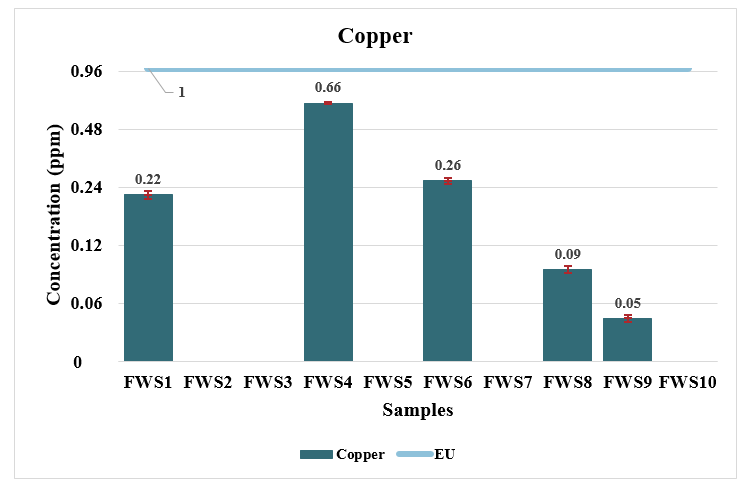 Copper
0.96
1
0.66
0.48
0.22
0.26
0.24
0.12
0.09
0.06
0.05
0
Concentration (ppm)
FWS1 FWS2 FWS3 FWS4 FWS5 FWS6 FWS7 FWS8 FWS9 FWS10
Samples
Copper EU